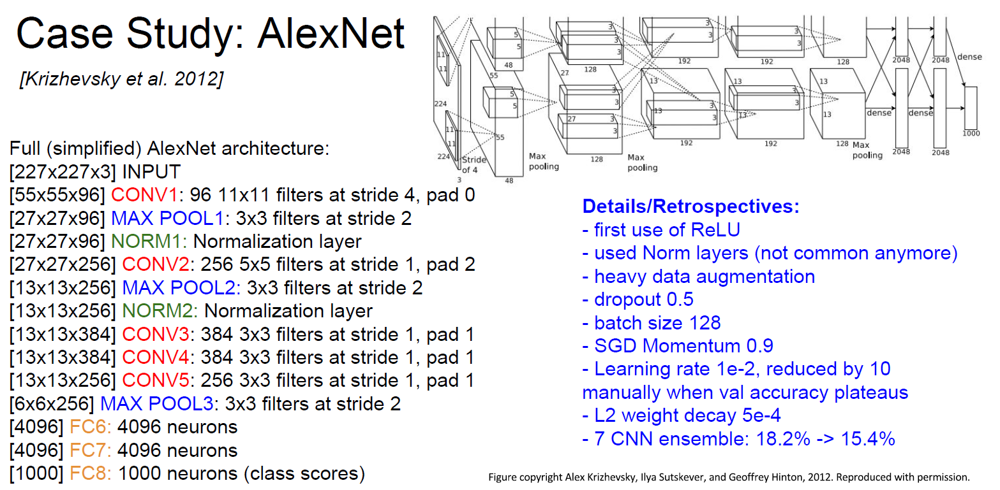 Case Study: AlexNet
[Krizhevsky et al. 2012]
Full (simplified) AlexNet architecture:
[227x227x3] INPUT
[55x55x96] CONV1: 96 11x11 filters at stride 4, pad 0
[27x27x96] MAX POOL1: 3x3 filters at stride 2
[27x27x96] NORM1: Normalization layer
[27x27x256] CONV2: 256 5x5 filters at stride 1, pad 2
[13x13x256] MAX POOL2: 3x3 filters at stride 2
[13x13x256] NORM2: Normalization layer
[13x13x384] CONV3: 384 3x3 filters at stride 1, pad 1
[13x13x384] CONV4: 384 3x3 filters at stride 1, pad 1
[13x13x256] CONV5: 256 3x3 filters at stride 1, pad 1
[6x6x256] MAX POOL3: 3x3 filters at stride 2
[4096] FC6: 4096 neurons
[4096] FC7: 4096 neurons
[1000] FC8: 1000 neurons (class scores)
11
11
224
11
11
224
3
Stride
of 4
5
5
48
55
5
5
55
48
Max
pooling
3
3
128
27
3
3
27
3
3
128
Max
pooling
3
3
192
13
3
3
13
192
3
3
192
13
3
3
13
192
128
13
13
128
Max
pooling
2048
2048
dense
dense
dense
2048
2048
1000
Details/Retrospectives:
- first use of ReLU
- used Norm layers (not common anymore)
- heavy data augmentation
- dropout 0.5
- batch size 128
- SGD Momentum 0.9
- Learning rate 1e-2, reduced by 10
manually when val accuracy plateaus
- L2 weight decay 5e-4
- 7 CNN ensemble: 18.2% -> 15.4%
Figure copyright Alex Krizhevsky, Ilya Sutskever, and Geoffrey Hinton, 2012. Reproduced with permission.